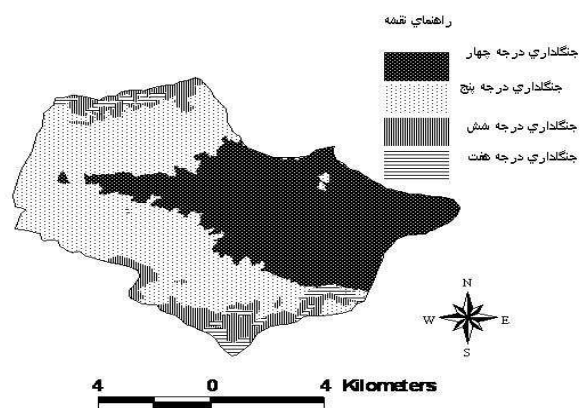 راهنماي نقشه
جنگلداري درجه چهار
جنگلداري درجه پنج
جنگلداري درجه شش
جنگلداري درجه هفت
N
W E
S
4 0 4 Kilometers